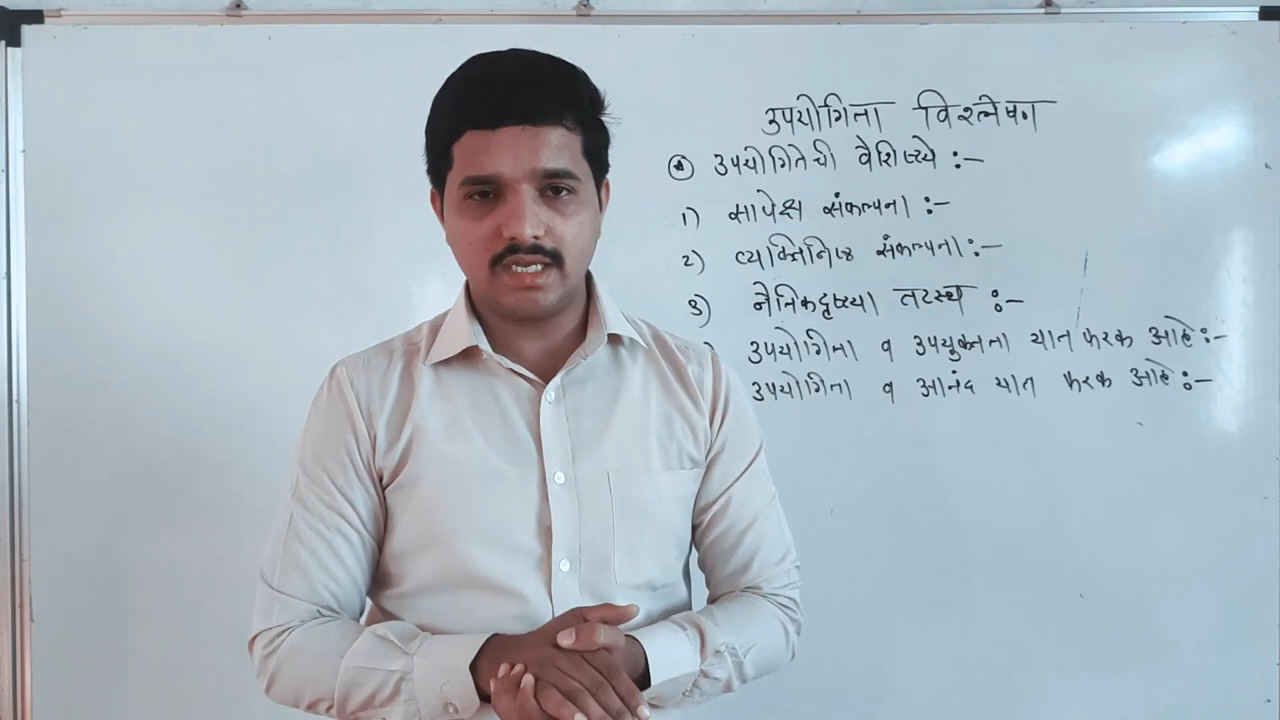 उपयोगिता विश्लेषण
उपयोगितेची वैशिष्ट्ये :-
1) सापेक्ष संकल्पना :-
2) व्यक्तिनिष्ठ संकल्पना :-
3) नैतिकदृष्ट्या तटस्थ :-
) उपयोगिता व उपयुक्तता यात फरक आहे :-
उपयोगिता व आनंद यात फरक आहे :-